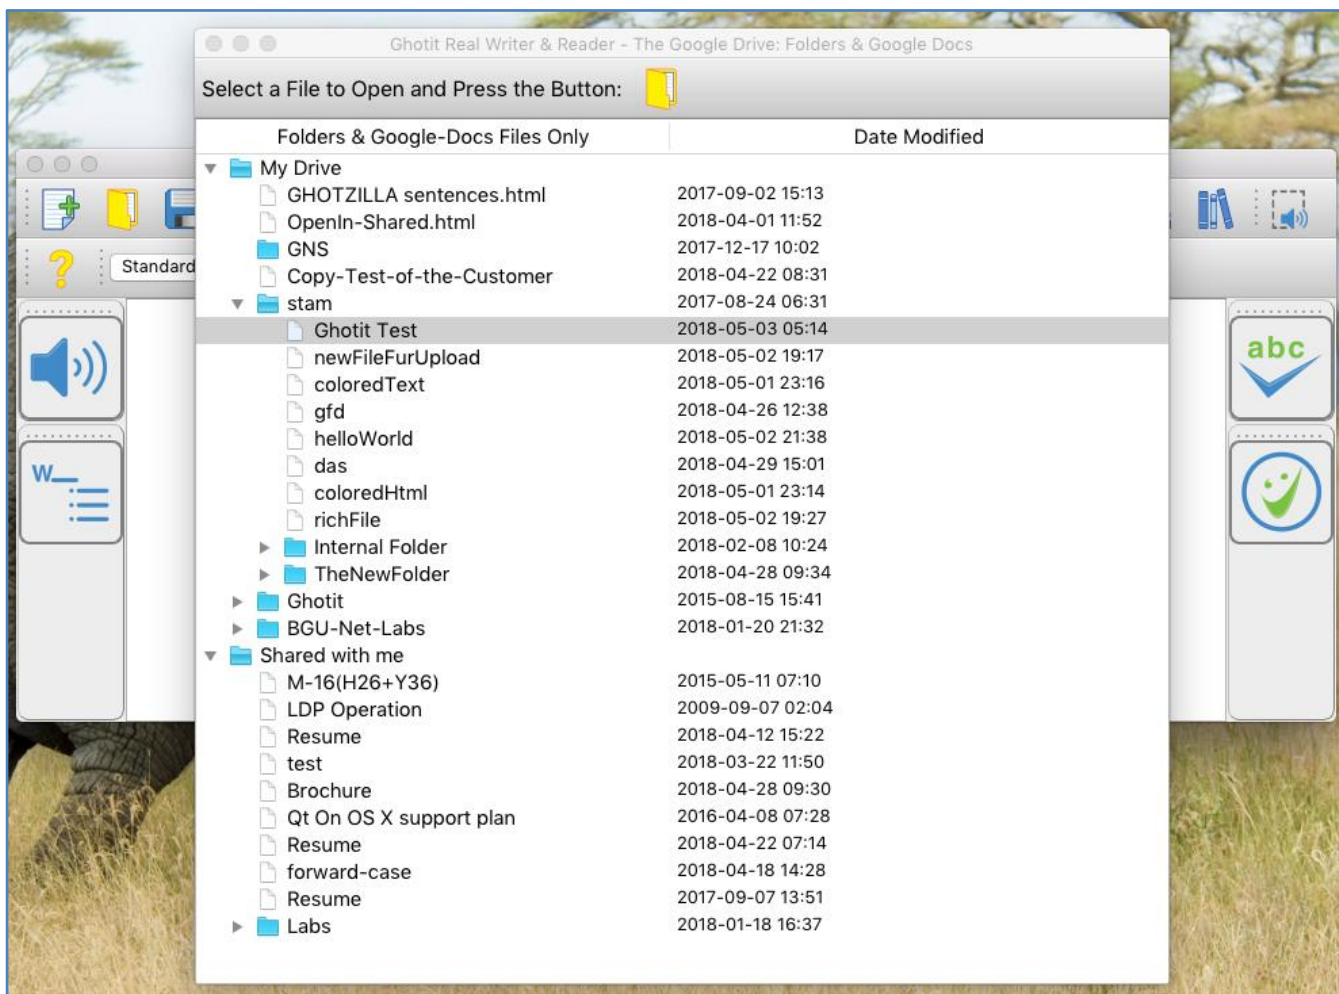 Ghotit Real Writer & Reader - The Google Drive: Folders & Google Docs
Select a File to Open and Press the Button:
Folders & Google-Docs Files Only Date Modified
My Drive
GHOTZILLA sentences.html 2017-09-02 15:13
OpenIn-Shared.html 2018-04-01 11:52
GNS 2017-12-17 10:02
Copy-Test-of-the-Customer 2018-04-22 08:31
Standard
stam 2017-08-24 06:31
Ghotit Test 2018-05-03 05:14
newFileFurUpload 2018-05-02 19:17
abc
coloredText 2018-05-01 23:16
gfd 2018-04-26 12:38
helloWorld 2018-05-02 21:38
das 2018-04-29 15:01
W
coloredHtml 2018-05-01 23:14
richFile 2018-05-02 19:27
Internal Folder 2018-02-08 10:24
TheNewFolder 2018-04-28 09:34
Ghotit 2015-08-15 15:41
BGU-Net-Labs 2018-01-20 21:32
Shared with me
M-16(H26+Y36) 2015-05-11 07:10
LDP Operation 2009-09-07 02:04
Resume 2018-04-12 15:22
test 2018-03-22 11:50
Brochure 2018-04-28 09:30
Qt On OS X support plan 2016-04-08 07:28
Resume 2018-04-22 07:14
forward-case 2018-04-18 14:28
Resume 2017-09-07 13:51
Labs 2018-01-18 16:37